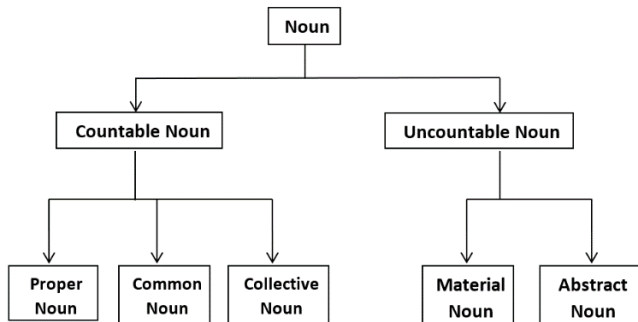 Noun
Countable Noun
Uncountable Noun
Proper
Noun
Common
Noun
Collective
Noun
Material
Noun
Abstract
Noun